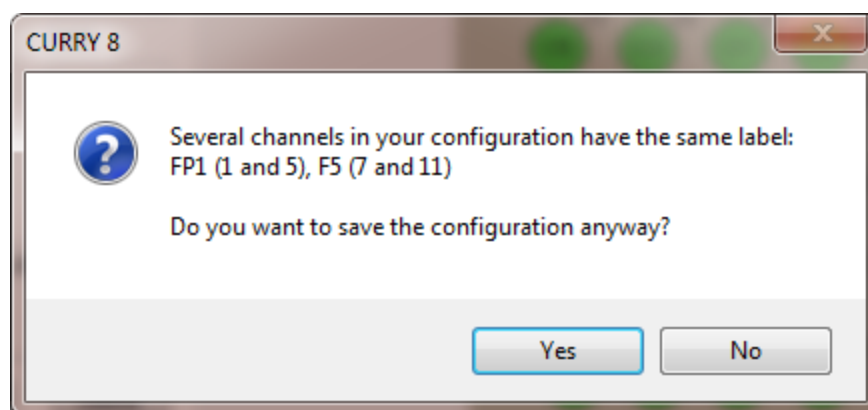 CURRY 8
Several channels in your configuration have the same label:
FP1 (1 and 5), F5 (7 and 11)
Do you want to save the configuration anyway?
Yes
No